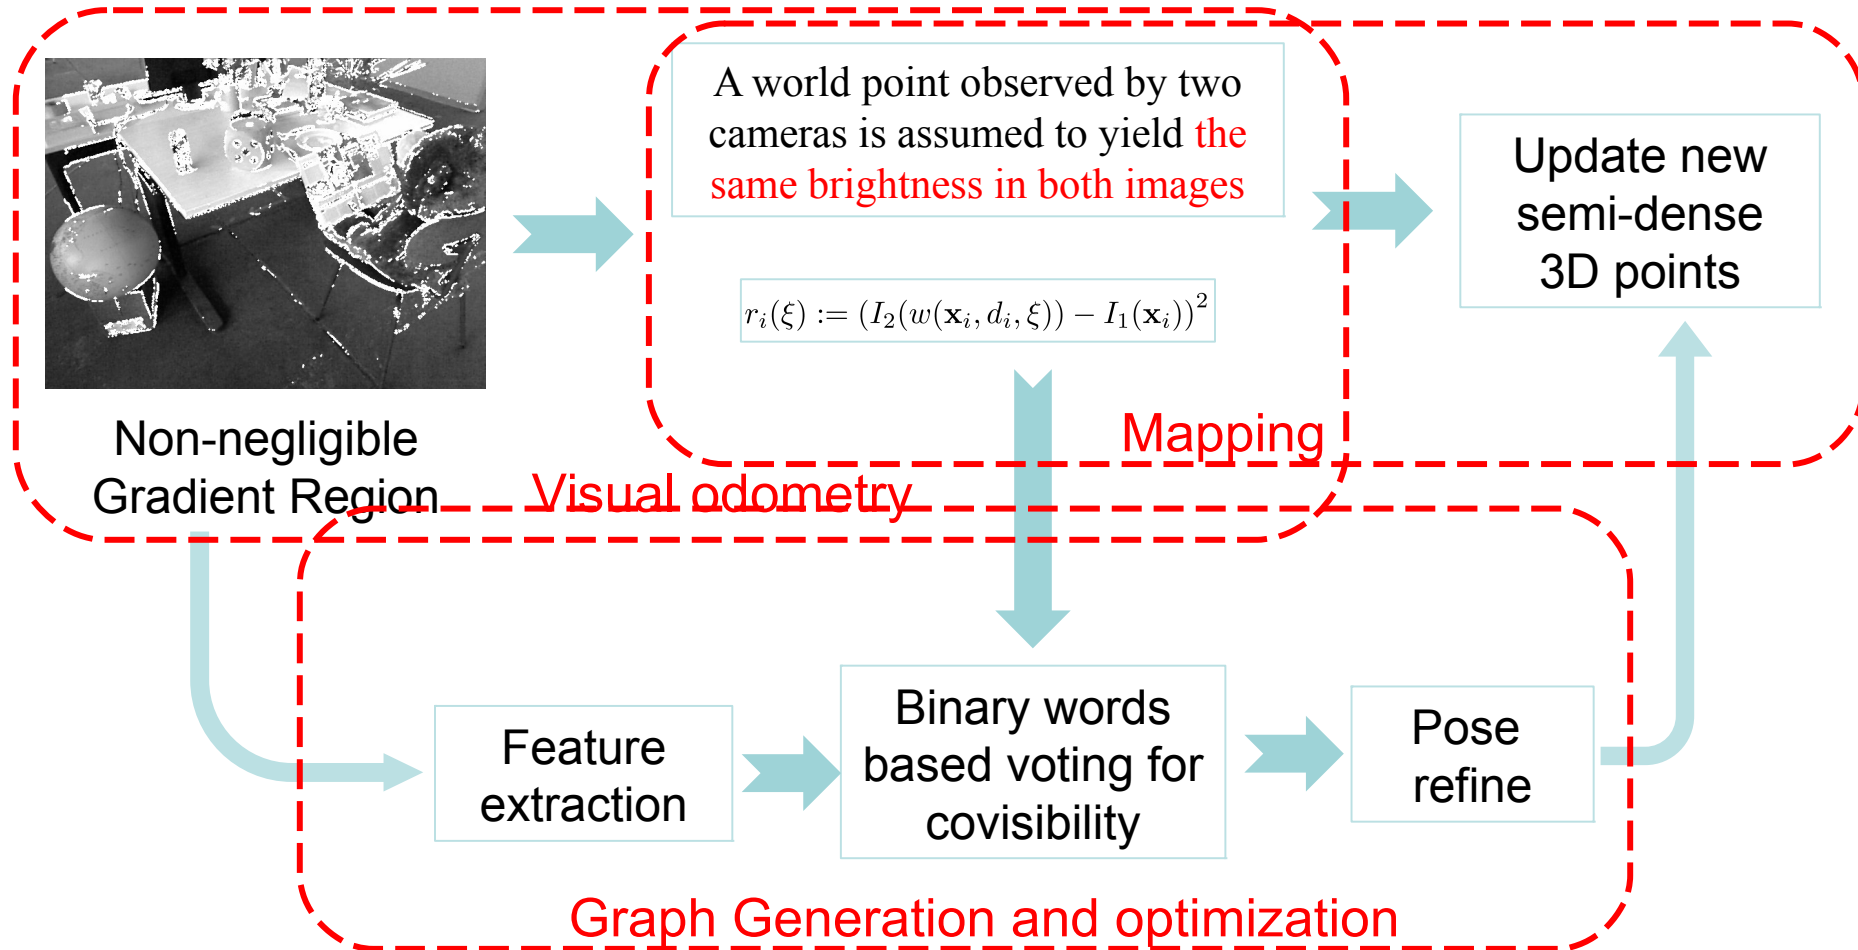 A world point observed by two
cameras is assumed to yield the
same brightness in both images
Update new
semi-dense
3D points
r_i(ξ) := (I_2(w(𝐱_i, d_i, ξ)) − I_1(𝐱_i))^2
Mapping
Non-negligible
Gradient Region
Visual odometry
Feature
extraction
Binary words
based voting for
covisibility
Pose
refine
Graph Generation and optimization